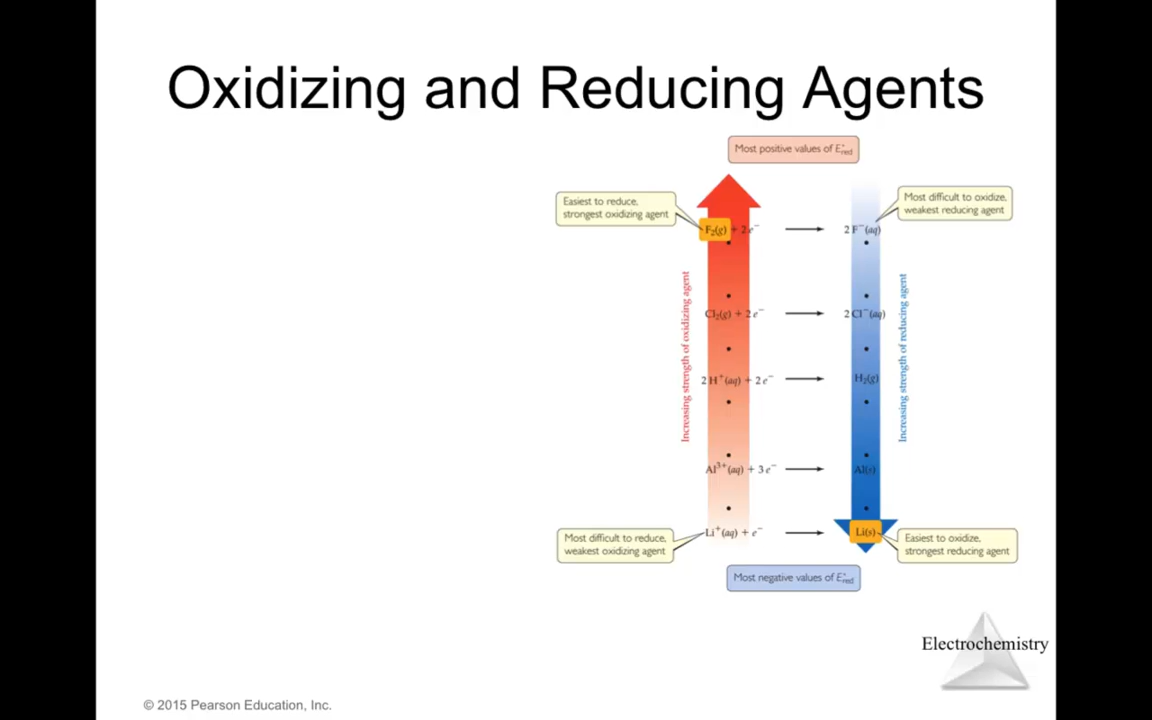 Oxidizing and Reducing Agents
Most positive values of E°red
Easiest to reduce,
strongest oxidizing agent
Most difficult to oxidize,
weakest reducing agent
F₂(g) + 2 e⁻ → 2 F⁻(aq)
Increasing strength of oxidizing agent
Cl₂(g) + 2 e⁻ → 2 Cl⁻(aq)
2 H⁺(aq) + 2 e⁻ → H₂(g)
Increasing strength of reducing agent
Al³⁺(aq) + 3 e⁻ → Al(s)
Li⁺(aq) + e⁻ → Li(s)
Most difficult to reduce,
weakest oxidizing agent
Easiest to oxidize,
strongest reducing agent
Most negative values of E°red
Electrochemistry
© 2015 Pearson Education, Inc.